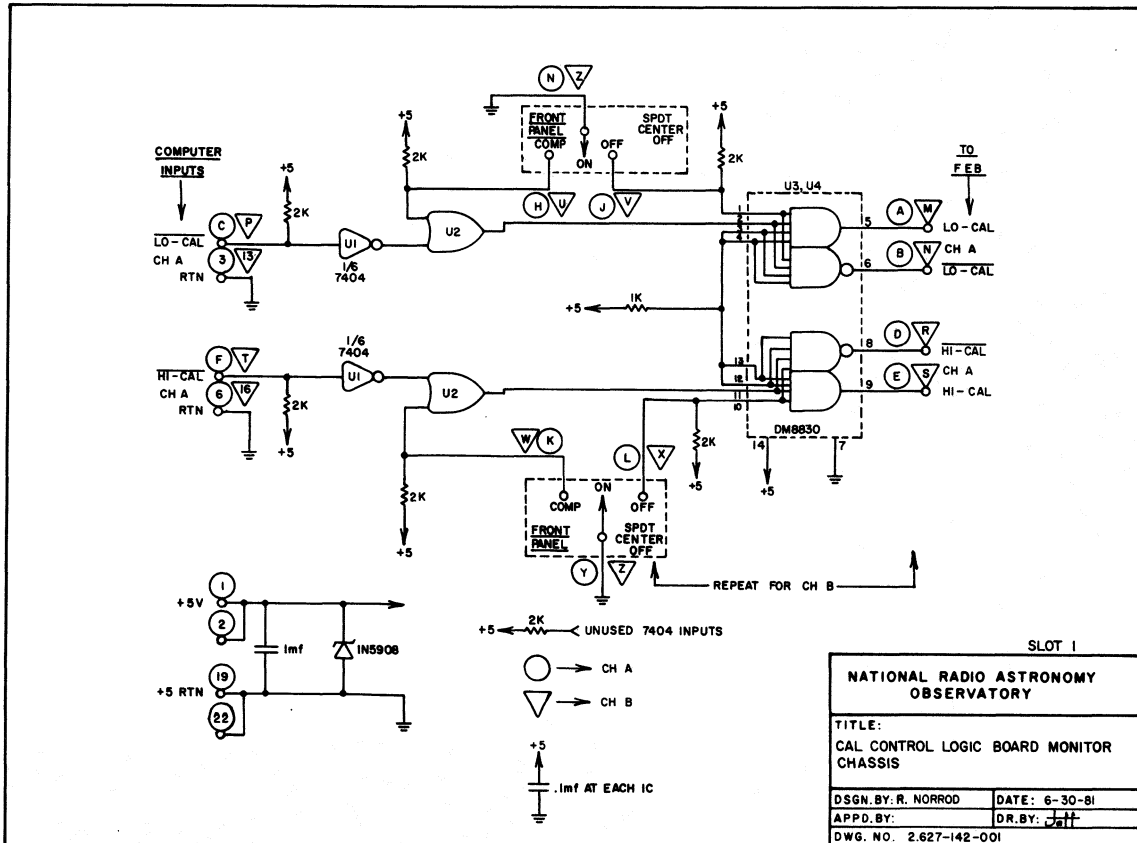 N Z
+5
FRONT PANEL
COMP
OFF
ON
SPDT CENTER OFF
+5
2K
2K
COMPUTER INPUTS
+5
2K
C P
LO-CAL
CH A
3 13
RTN
U1
1/6 7404
U2
H U
J V
U3, U4
1
2
3
4
5
6
A M
LO-CAL
CH A
B N
LO-CAL
TO FEB
+5
1K
F T
HI-CAL
CH A
6 16
RTN
2K
+5
1/6 7404
U1
U2
13
12
11
10
8
9
D R
HI-CAL
CH A
E S
HI-CAL
DM8830
14
7
+5
2K
+5
W K
L X
2K
+5
COMP
ON
OFF
FRONT PANEL
SPDT CENTER OFF
Y Z
REPEAT FOR CH B
1
+5V
2
1mf
1N5908
19
+5 RTN
22
+5
2K
UNUSED 7404 INPUTS
CH A
CH B
+5
.1mf AT EACH IC
SLOT 1
NATIONAL RADIO ASTRONOMY
OBSERVATORY
TITLE:
CAL CONTROL LOGIC BOARD MONITOR
CHASSIS
DSGN.BY: R. NORROD
DATE: 6-30-81
APPD.BY:
DR.BY:
DWG. NO. 2.627-142-001